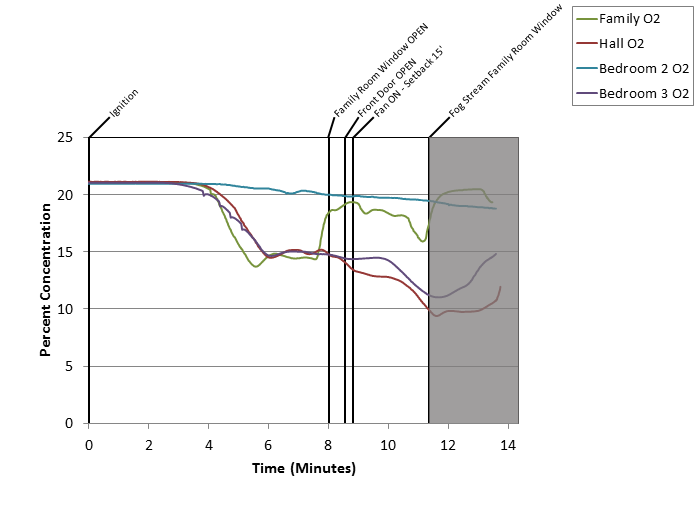 Ignition
Family Room Window OPEN
Front Door OPEN
Fan ON - Setback 15'
Fog Stream Family Room Window
Family O2
Hall O2
Bedroom 2 O2
Bedroom 3 O2
25
20
15
10
5
0
Percent Concentration
0 2 4 6 8 10 12 14
Time (Minutes)